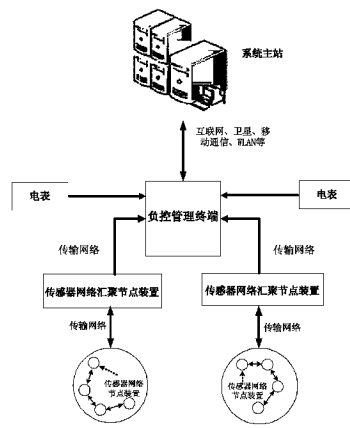 系统主站
互联网、卫星、移
动通信、WLAN等
电表
负控管理终端
电表
传输网络
传输网络
传感器网络汇聚节点装置
传感器网络汇聚节点装置
传输网络
传输网络
传感器网络
节点装置
传感器网络
节点装置